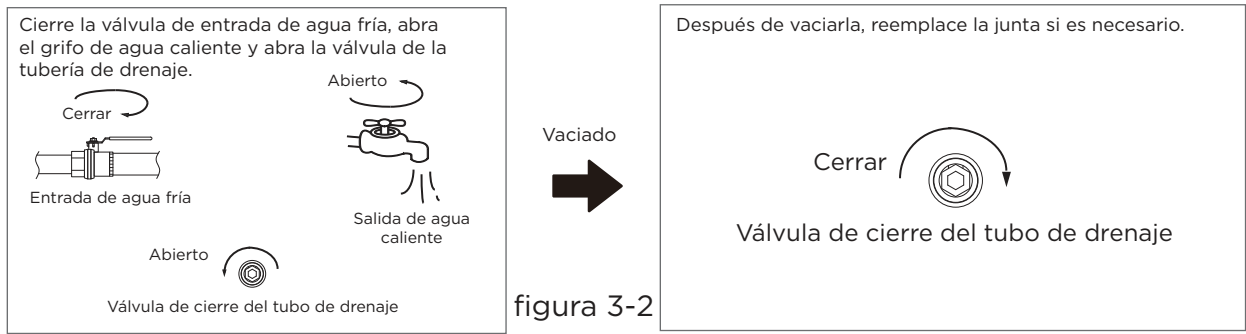 Cierre la válvula de entrada de agua fría, abra
el grifo de agua caliente y abra la válvula de la
tubería de drenaje.
Abierto
Cerrar
Entrada de agua fría
Salida de agua
caliente
Abierto
Válvula de cierre del tubo de drenaje
Vaciado
figura 3-2
Después de vaciarla, reemplace la junta si es necesario.
Cerrar
Válvula de cierre del tubo de drenaje